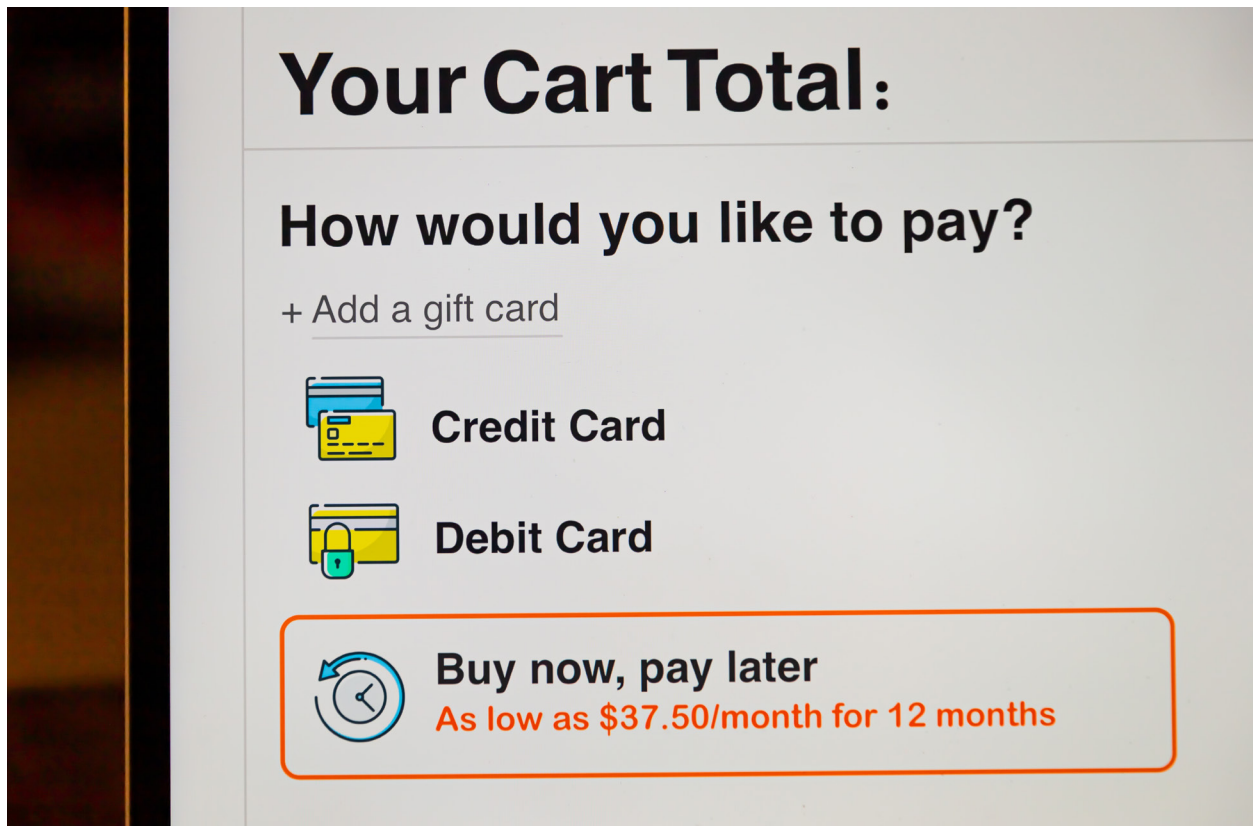 Your Cart Total:
How would you like to pay?
+ Add a gift card
Credit Card
Debit Card
Buy now, pay later
As low as $37.50/month for 12 months